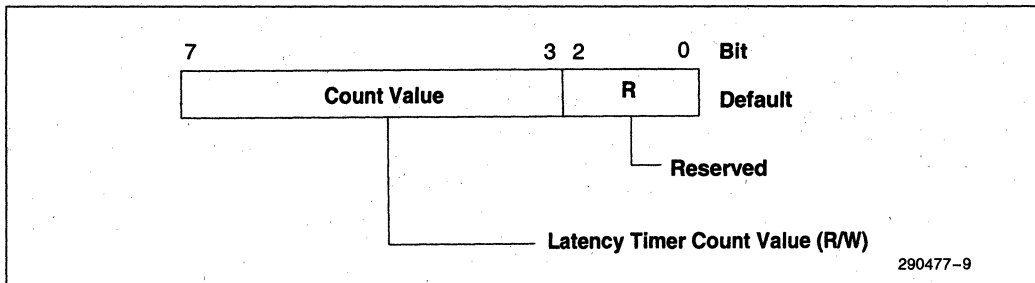 7 3 2 0 Bit
Count Value R Default
Reserved
Latency Timer Count Value (R/W)
290477-9